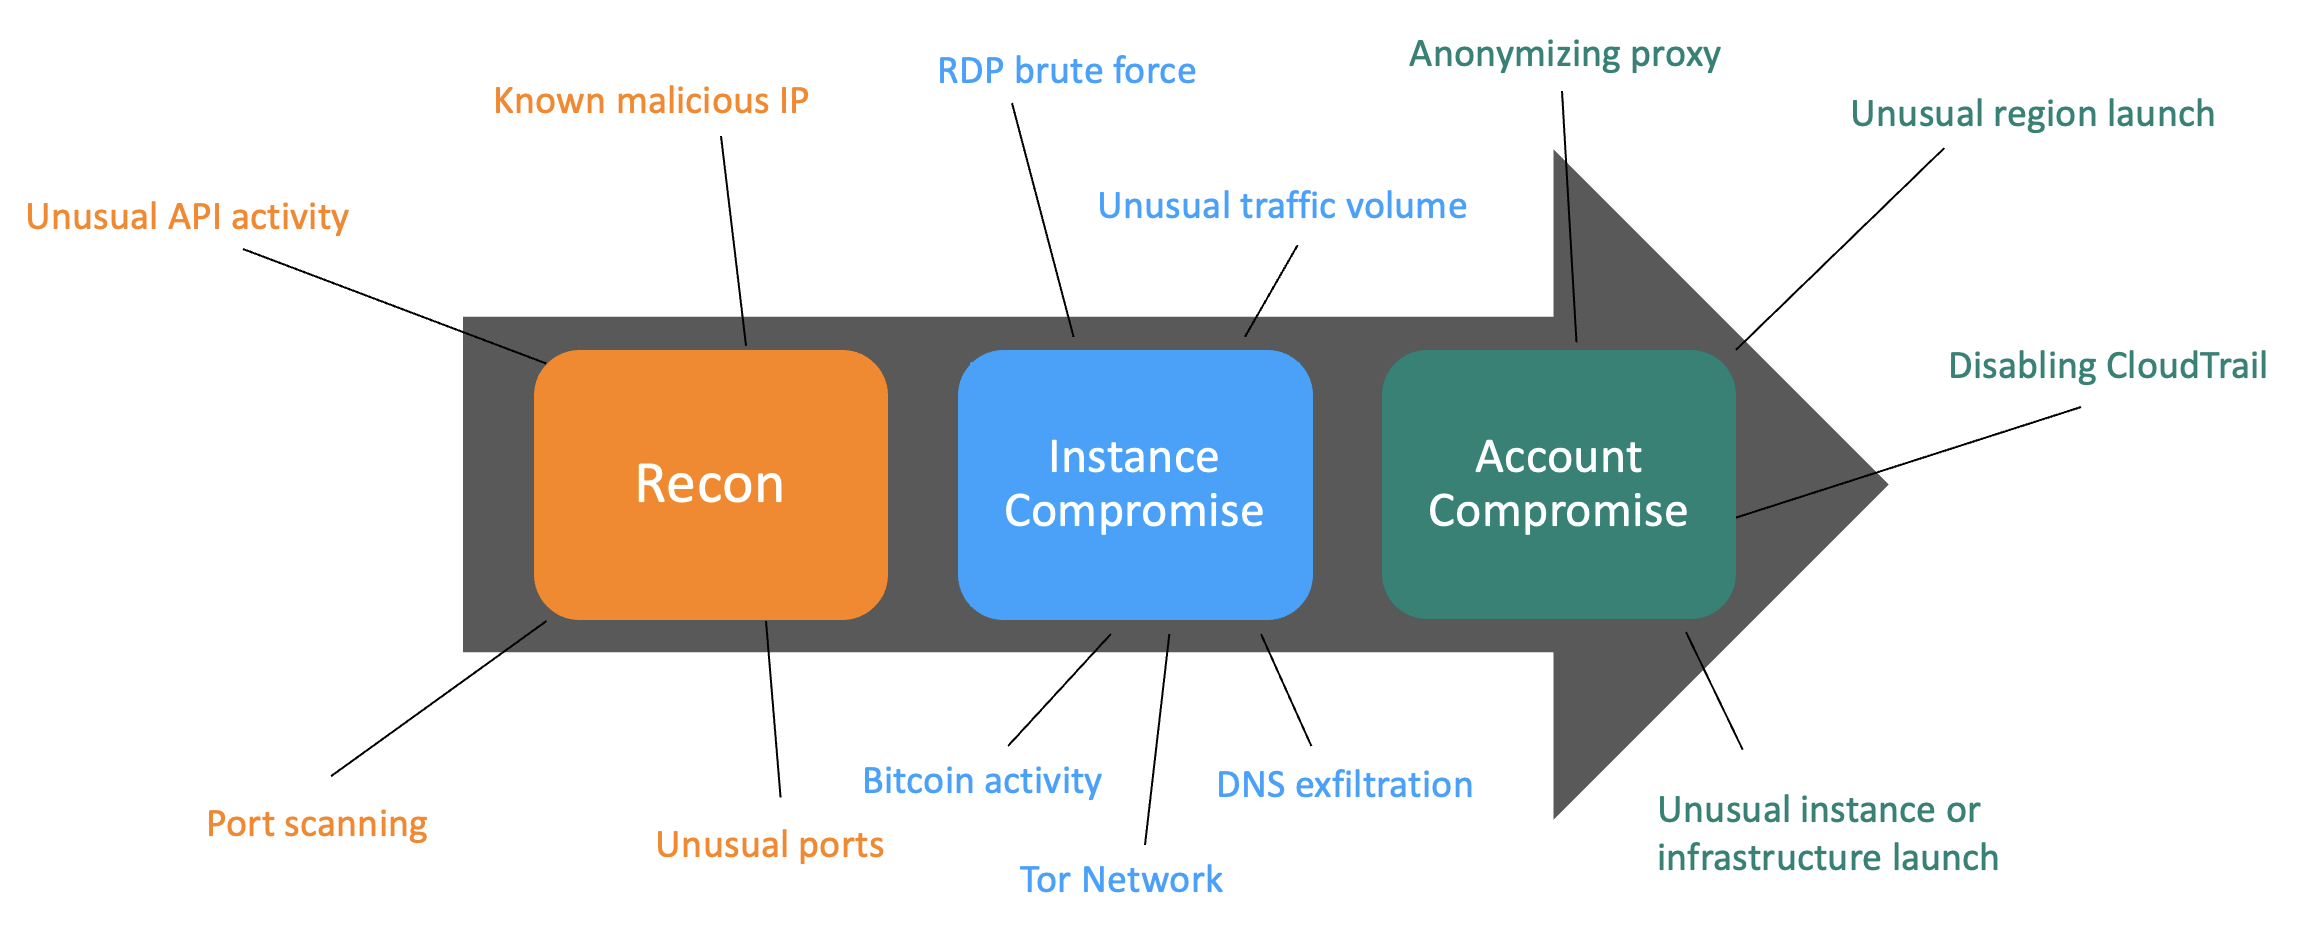 Anonymizing proxy
RDP brute force
Known malicious IP
Unusual region launch
Unusual API activity
Unusual traffic volume
Disabling CloudTrail
Recon
Instance
Compromise
Account
Compromise
Port scanning
Unusual ports
Bitcoin activity
Tor Network
DNS exfiltration
Unusual instance or
infrastructure launch